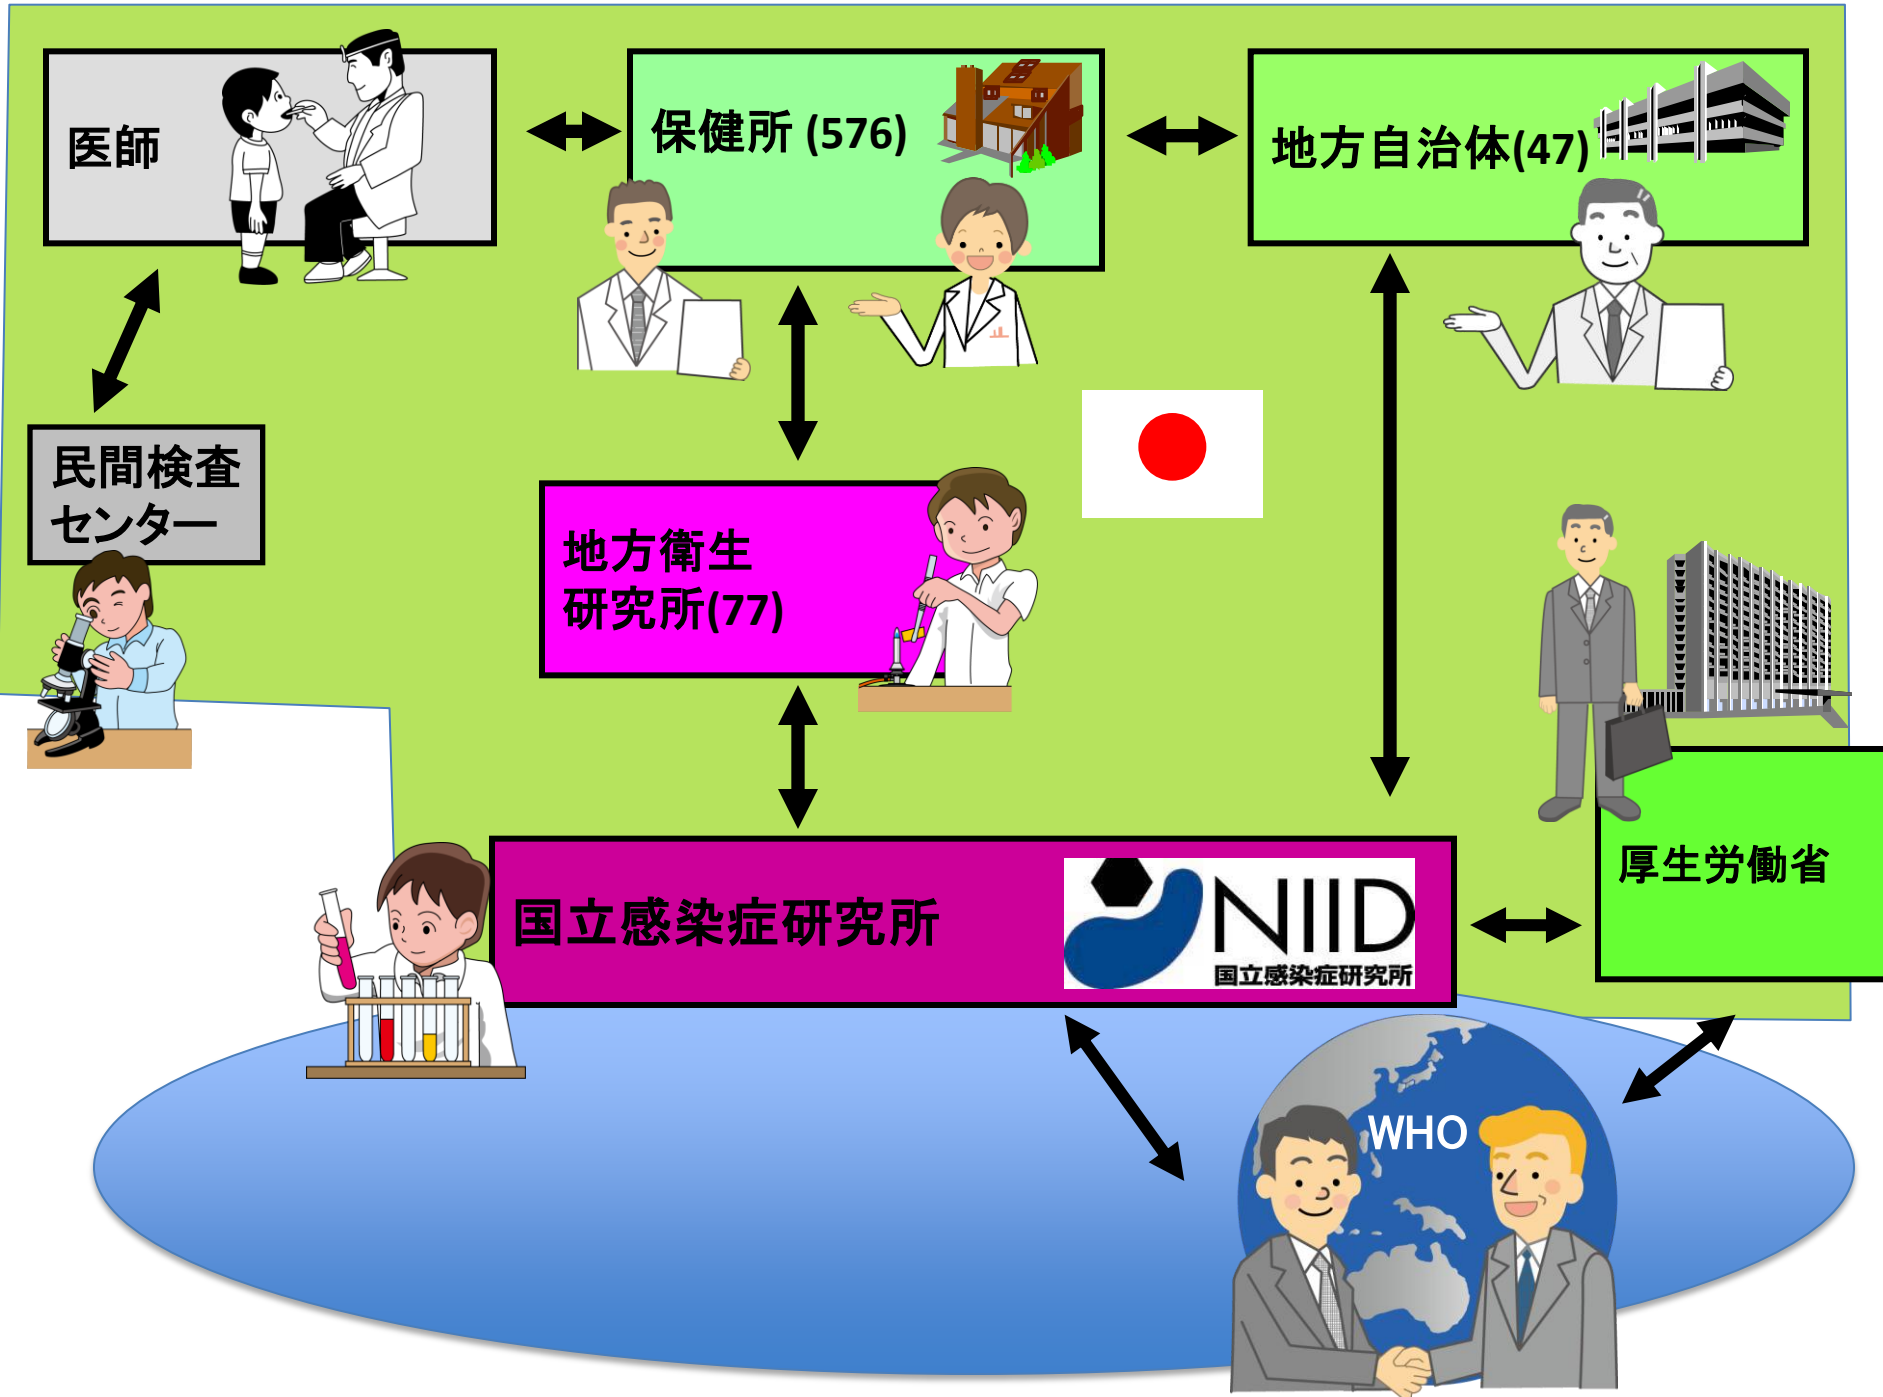 医師
保健所 (576)
地方自治体(47)
民間検査
センター
地方衛生
研究所(77)
国立感染症研究所
NIID
国立感染症研究所
厚生労働省
WHO